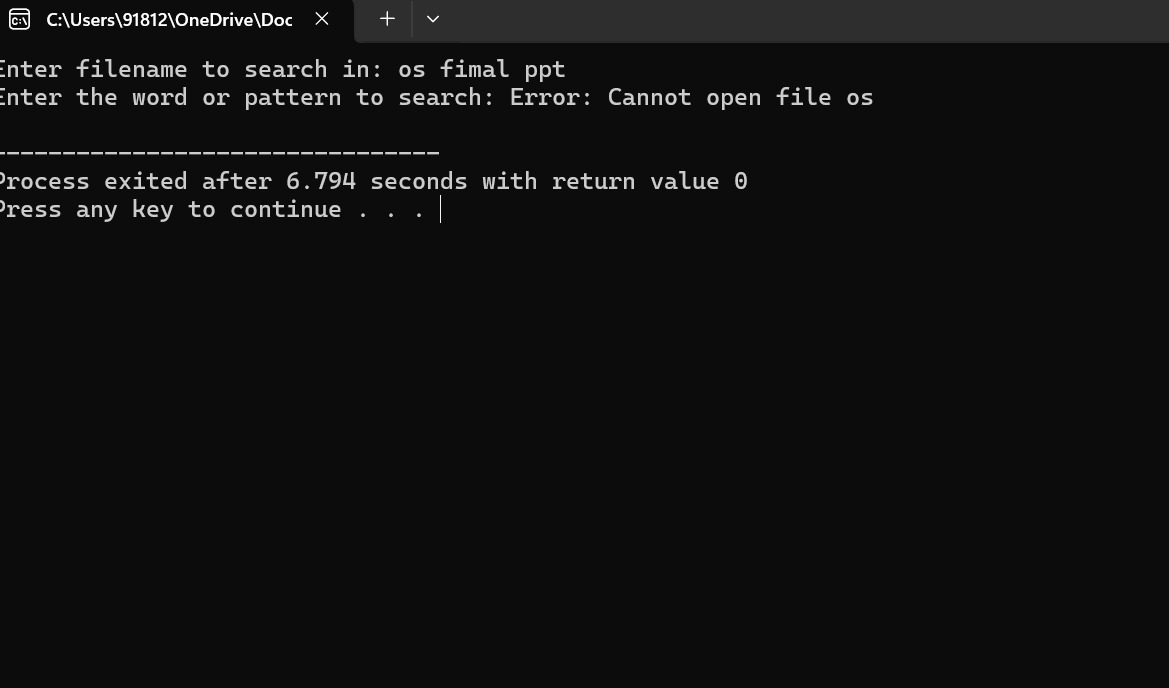 C:\Users\91812\OneDrive\Doc
Enter filename to search in: os fimal ppt
Enter the word or pattern to search: Error: Cannot open file os
--------------------------------
Process exited after 6.794 seconds with return value 0
Press any key to continue . . .